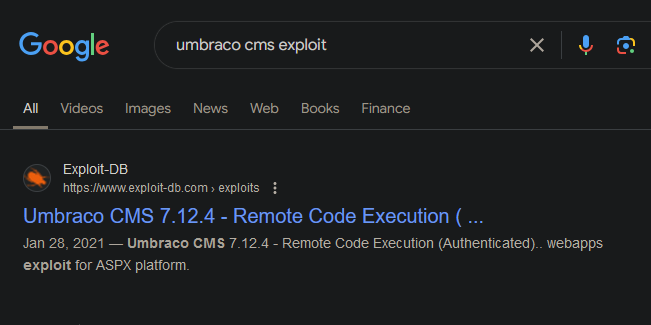 Google
umbraco cms exploit
All Videos Images News Web Books Finance
Exploit-DB
https://www.exploit-db.com › exploits
Umbraco CMS 7.12.4 - Remote Code Execution ( ...
Jan 28, 2021 — Umbraco CMS 7.12.4 - Remote Code Execution (Authenticated).. webapps
exploit for ASPX platform.